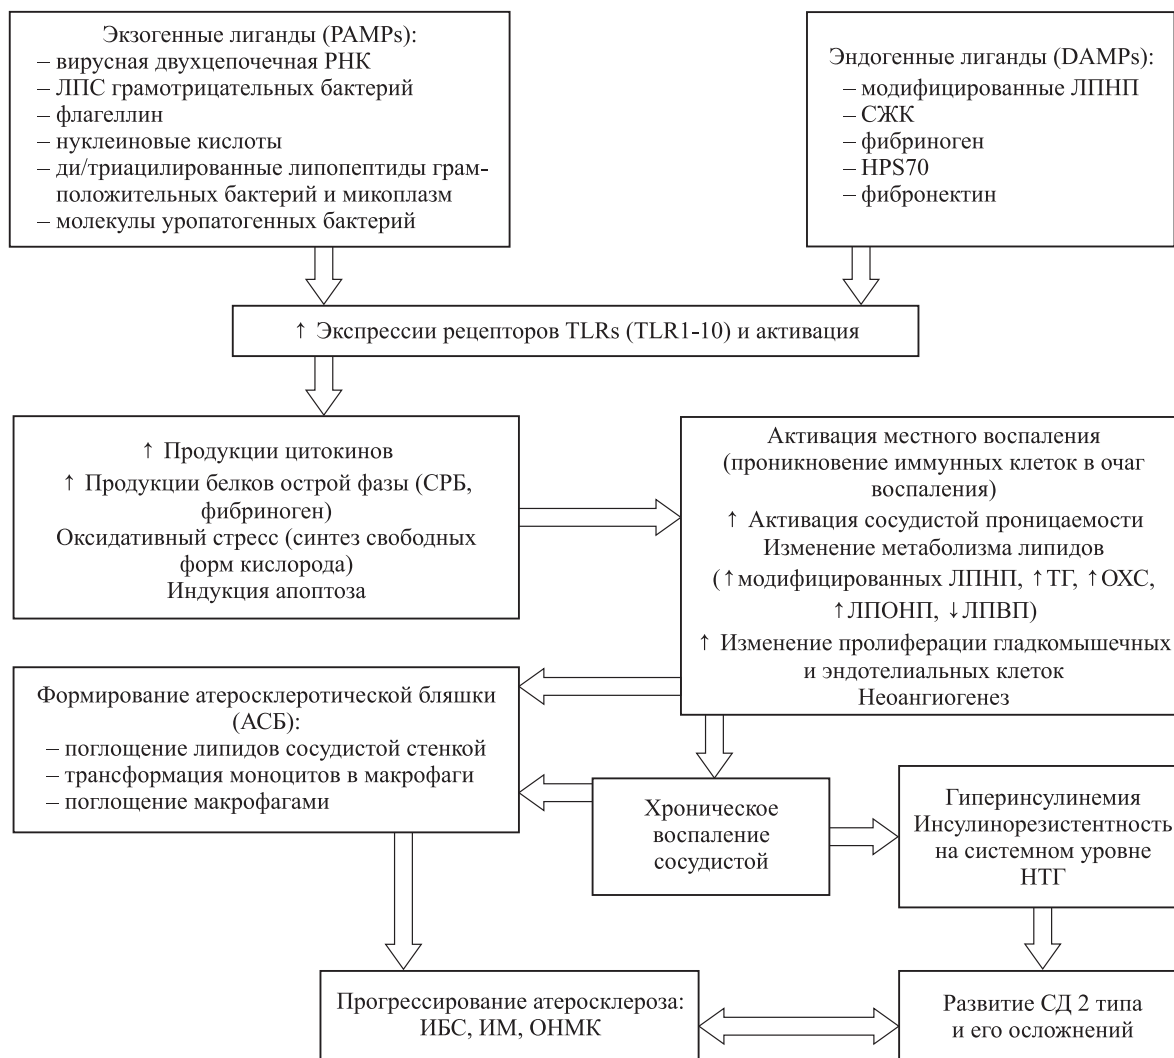 Экзогенные лиганды (PAMPs):
– вирусная двухцепочечная РНК
– ЛПС грамотрицательных бактерий
– флагеллин
– нуклеиновые кислоты
– ди/триацилированные липопептиды грам-
положительных бактерий и микоплазм
– молекулы уропатогенных бактерий
Эндогенные лиганды (DAMPs):
– модифицированные ЛПНП
– СЖК
– фибриноген
– HPS70
– фибронектин
↑ Экспрессии рецепторов TLRs (TLR1-10) и активация
↑ Продукции цитокинов
↑ Продукции белков острой фазы (СРБ,
фибриноген)
Оксидативный стресс (синтез свободных
форм кислорода)
Индукция апоптоза
Активация местного воспаления
(проникновение иммунных клеток в очаг
воспаления)
↑ Активация сосудистой проницаемости
Изменение метаболизма липидов
(↑модифицированных ЛПНП, ↑ТГ, ↑ОХС,
↑ЛПОНП, ↓ЛПВП)
↑ Изменение пролиферации гладкомышечных
и эндотелиальных клеток
Неоангиогенез
Формирование атеросклеротической бляшки
(АСБ):
– поглощение липидов сосудистой стенкой
– трансформация моноцитов в макрофаги
– поглощение макрофагами
Хроническое
воспаление
сосудистой
Гиперинсулинемия
Инсулинорезистентность
на системном уровне
НТГ
Прогрессирование атеросклероза:
ИБС, ИМ, ОНМК
Развитие СД 2 типа
и его осложнений